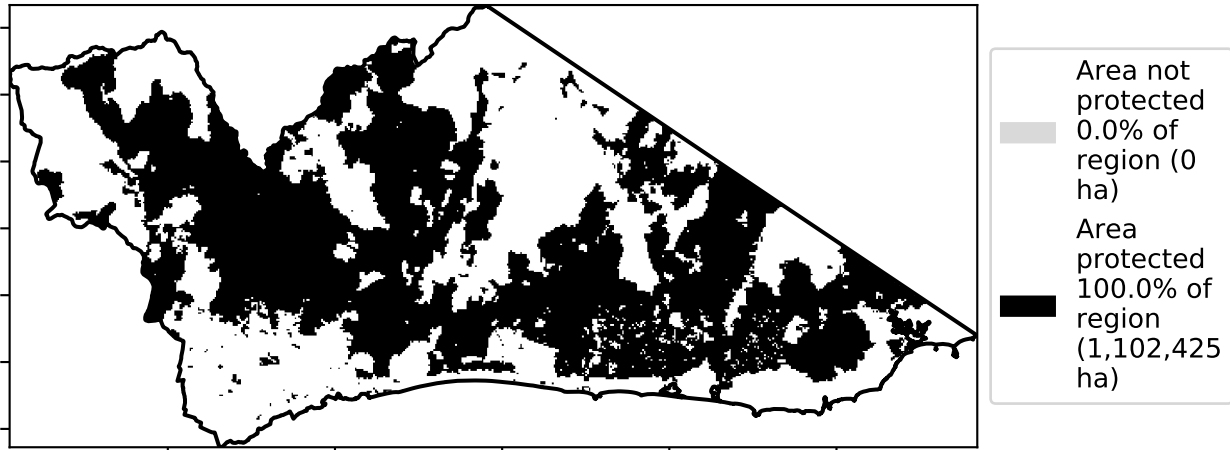 Area not
protected
0.0% of
region (0
ha)
Area
protected
100.0% of
region
(1,102,425
ha)